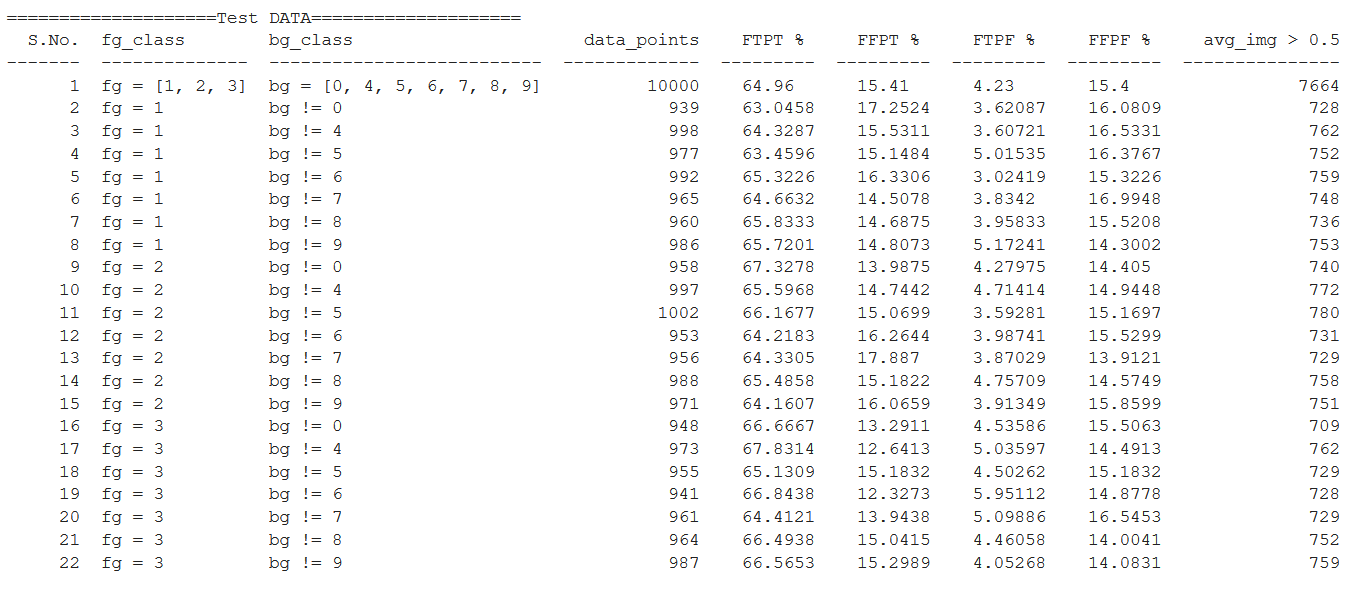 ====================Test DATA====================
S.No. fg_class bg_class data_points FTPT % FFPT % FTPF % FFPF % avg_img > 0.5
------- -------------- -------------------------- ------------- --------- --------- --------- --------- ---------------
1 fg = [1, 2, 3] bg = [0, 4, 5, 6, 7, 8, 9] 10000 64.96 15.41 4.23 15.4 7664
2 fg = 1 bg != 0 939 63.0458 17.2524 3.62087 16.0809 728
3 fg = 1 bg != 4 998 64.3287 15.5311 3.60721 16.5331 762
4 fg = 1 bg != 5 977 63.4596 15.1484 5.01535 16.3767 752
5 fg = 1 bg != 6 992 65.3226 16.3306 3.02419 15.3226 759
6 fg = 1 bg != 7 965 64.6632 14.5078 3.8342 16.9948 748
7 fg = 1 bg != 8 960 65.8333 14.6875 3.95833 15.5208 736
8 fg = 1 bg != 9 986 65.7201 14.8073 5.17241 14.3002 753
9 fg = 2 bg != 0 958 67.3278 13.9875 4.27975 14.405 740
10 fg = 2 bg != 4 997 65.5968 14.7442 4.71414 14.9448 772
11 fg = 2 bg != 5 1002 66.1677 15.0699 3.59281 15.1697 780
12 fg = 2 bg != 6 953 64.2183 16.2644 3.98741 15.5299 731
13 fg = 2 bg != 7 956 64.3305 17.887 3.87029 13.9121 729
14 fg = 2 bg != 8 988 65.4858 15.1822 4.75709 14.5749 758
15 fg = 2 bg != 9 971 64.1607 16.0659 3.91349 15.8599 751
16 fg = 3 bg != 0 948 66.6667 13.2911 4.53586 15.5063 709
17 fg = 3 bg != 4 973 67.8314 12.6413 5.03597 14.4913 762
18 fg = 3 bg != 5 955 65.1309 15.1832 4.50262 15.1832 729
19 fg = 3 bg != 6 941 66.8438 12.3273 5.95112 14.8778 728
20 fg = 3 bg != 7 961 64.4121 13.9438 5.09886 16.5453 729
21 fg = 3 bg != 8 964 66.4938 15.0415 4.46058 14.0041 752
22 fg = 3 bg != 9 987 66.5653 15.2989 4.05268 14.0831 759